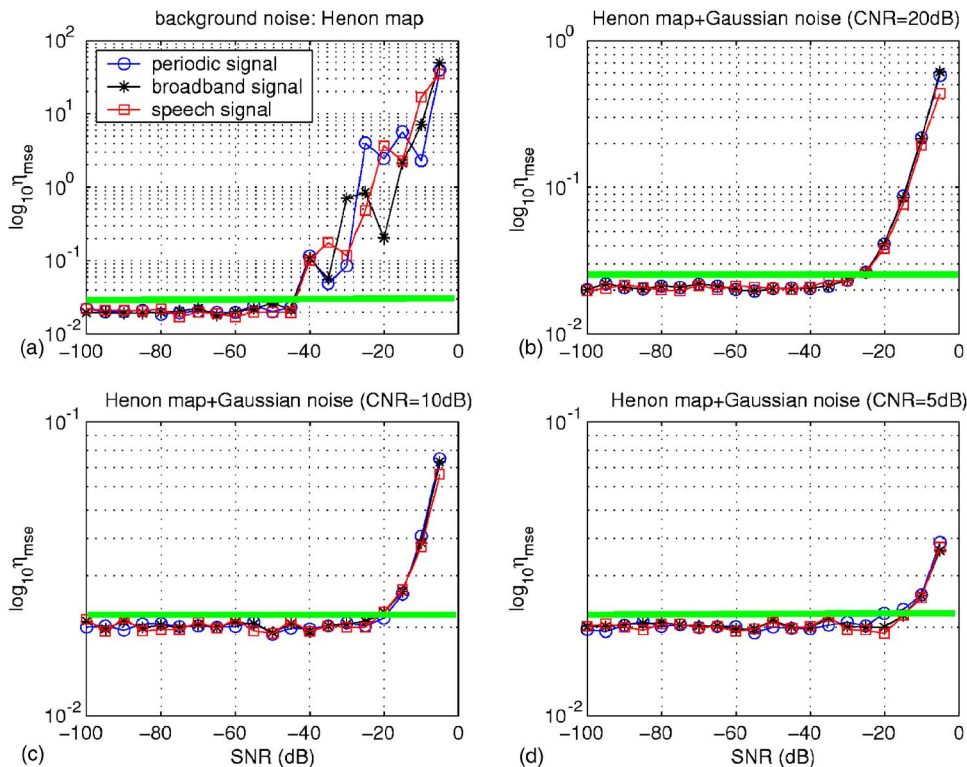 background noise: Henon map
10^2
10^1
10^0
10^-1
10^-2
log10ηmse
periodic signal
broadband signal
speech signal
(a)
−100 −80 −60 −40 −20 0
Henon map+Gaussian noise (CNR=20dB)
10^0
10^-1
10^-2
log10ηmse
(b)
−100 −80 −60 −40 −20 0
Henon map+Gaussian noise (CNR=10dB)
10^-1
10^-2
log10ηmse
(c)
−100 −80 −60 −40 −20 0
SNR (dB)
Henon map+Gaussian noise (CNR=5dB)
10^-1
10^-2
log10ηmse
(d)
−100 −80 −60 −40 −20 0
SNR (dB)